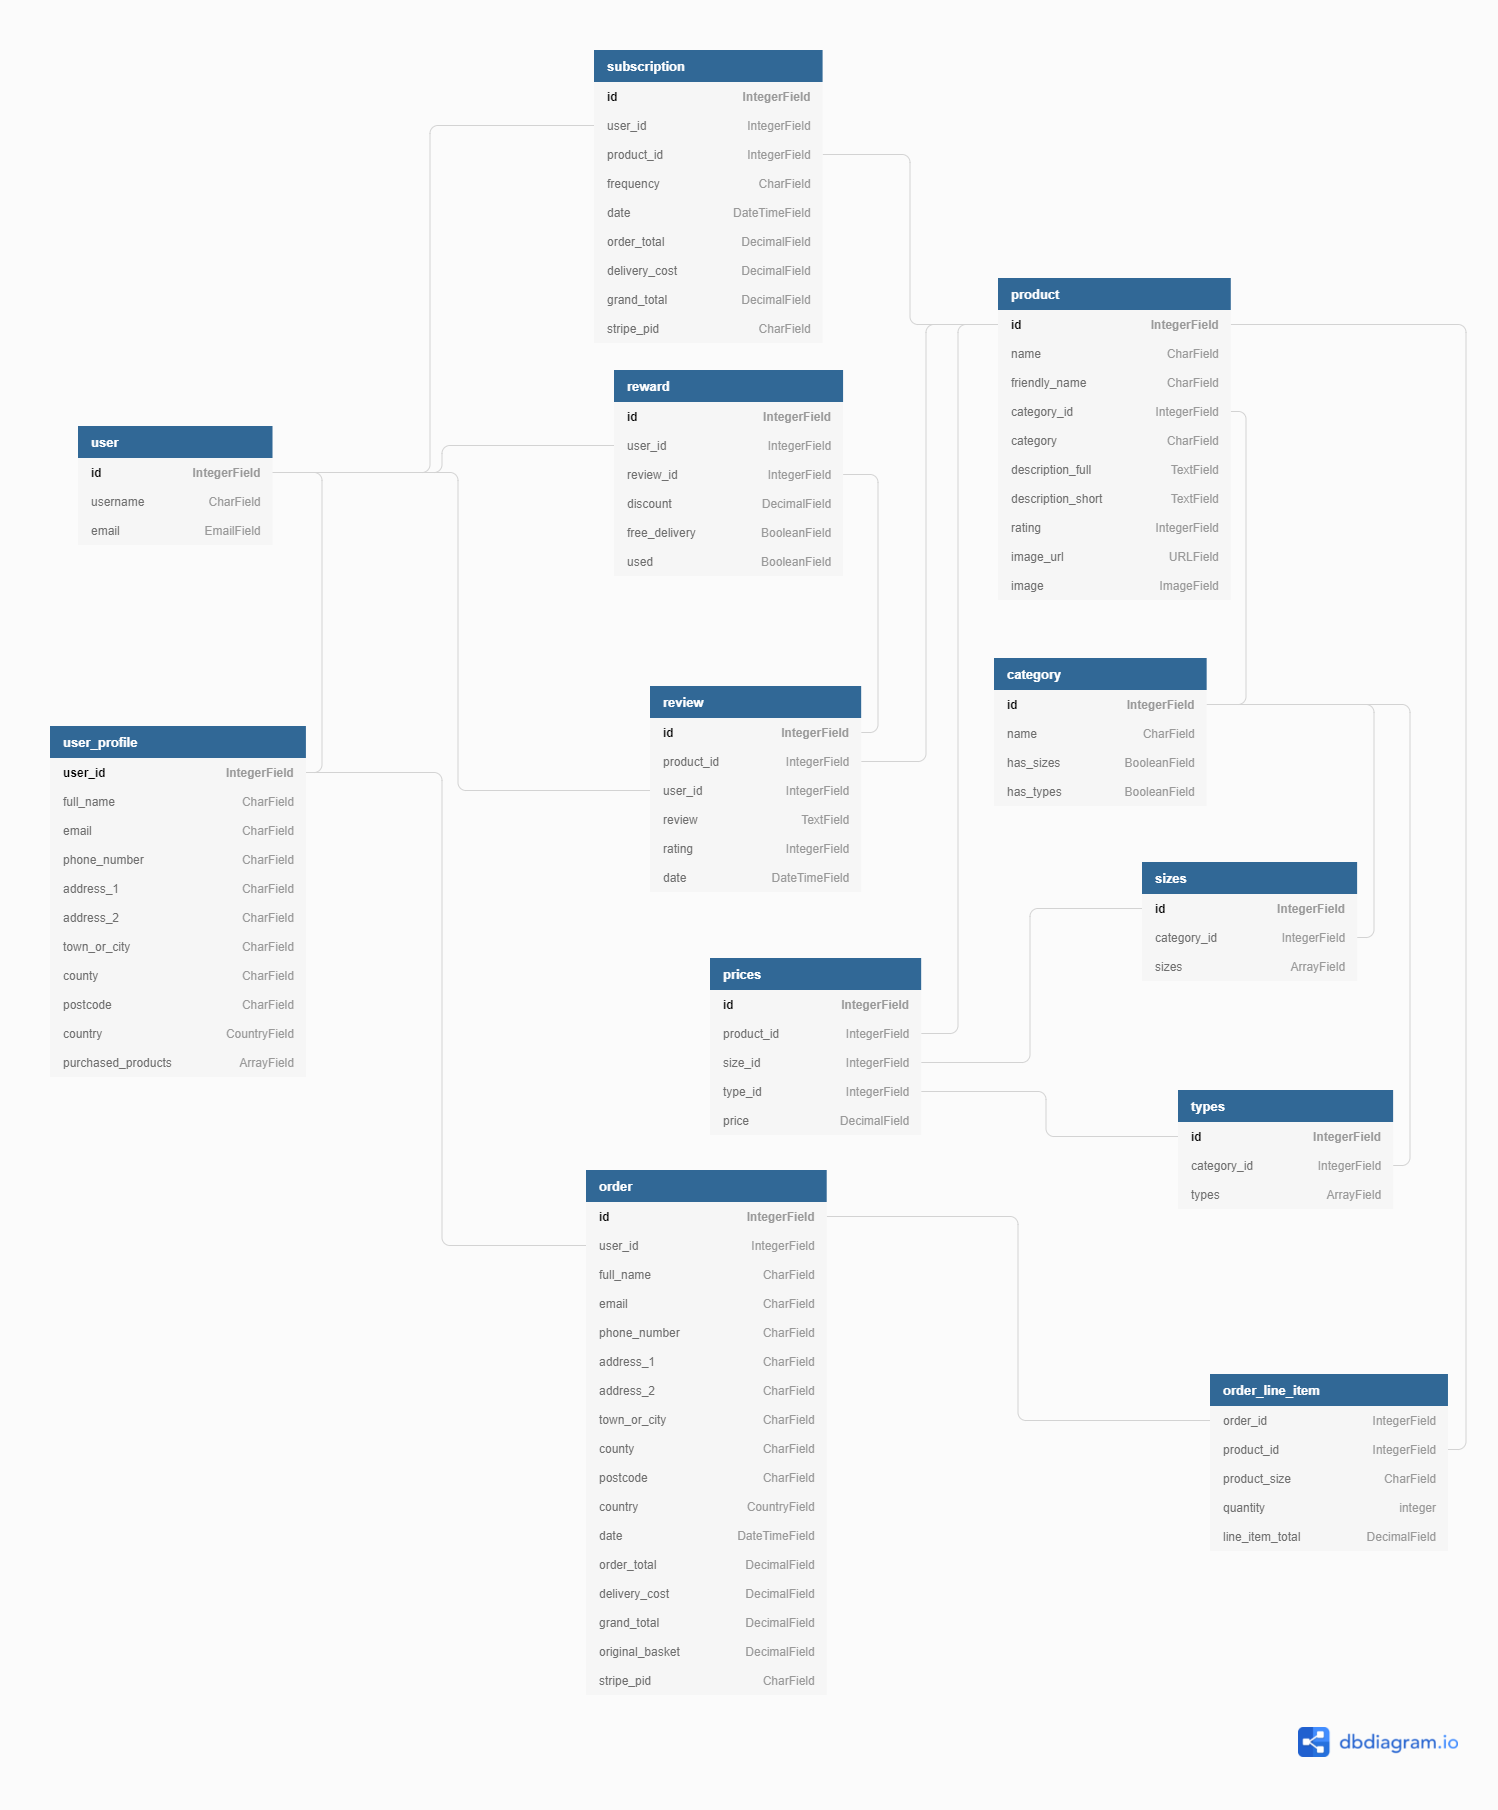 subscription
id IntegerField
user_id IntegerField
product_id IntegerField
frequency CharField
date DateTimeField
order_total DecimalField
delivery_cost DecimalField
grand_total DecimalField
stripe_pid CharField
product
id IntegerField
name CharField
friendly_name CharField
category_id IntegerField
category CharField
description_full TextField
description_short TextField
rating IntegerField
image_url URLField
image ImageField
reward
id IntegerField
user_id IntegerField
review_id IntegerField
discount DecimalField
free_delivery BooleanField
used BooleanField
user
id IntegerField
username CharField
email EmailField
category
id IntegerField
name CharField
has_sizes BooleanField
has_types BooleanField
review
id IntegerField
product_id IntegerField
user_id IntegerField
review TextField
rating IntegerField
date DateTimeField
user_profile
user_id IntegerField
full_name CharField
email CharField
phone_number CharField
address_1 CharField
address_2 CharField
town_or_city CharField
county CharField
postcode CharField
country CountryField
purchased_products ArrayField
sizes
id IntegerField
category_id IntegerField
sizes ArrayField
prices
id IntegerField
product_id IntegerField
size_id IntegerField
type_id IntegerField
price DecimalField
types
id IntegerField
category_id IntegerField
types ArrayField
order
id IntegerField
user_id IntegerField
full_name CharField
email CharField
phone_number CharField
address_1 CharField
address_2 CharField
town_or_city CharField
county CharField
postcode CharField
country CountryField
date DateTimeField
order_total DecimalField
delivery_cost DecimalField
grand_total DecimalField
original_basket DecimalField
stripe_pid CharField
order_line_item
order_id IntegerField
product_id IntegerField
product_size CharField
quantity integer
line_item_total DecimalField
dbdiagram.io